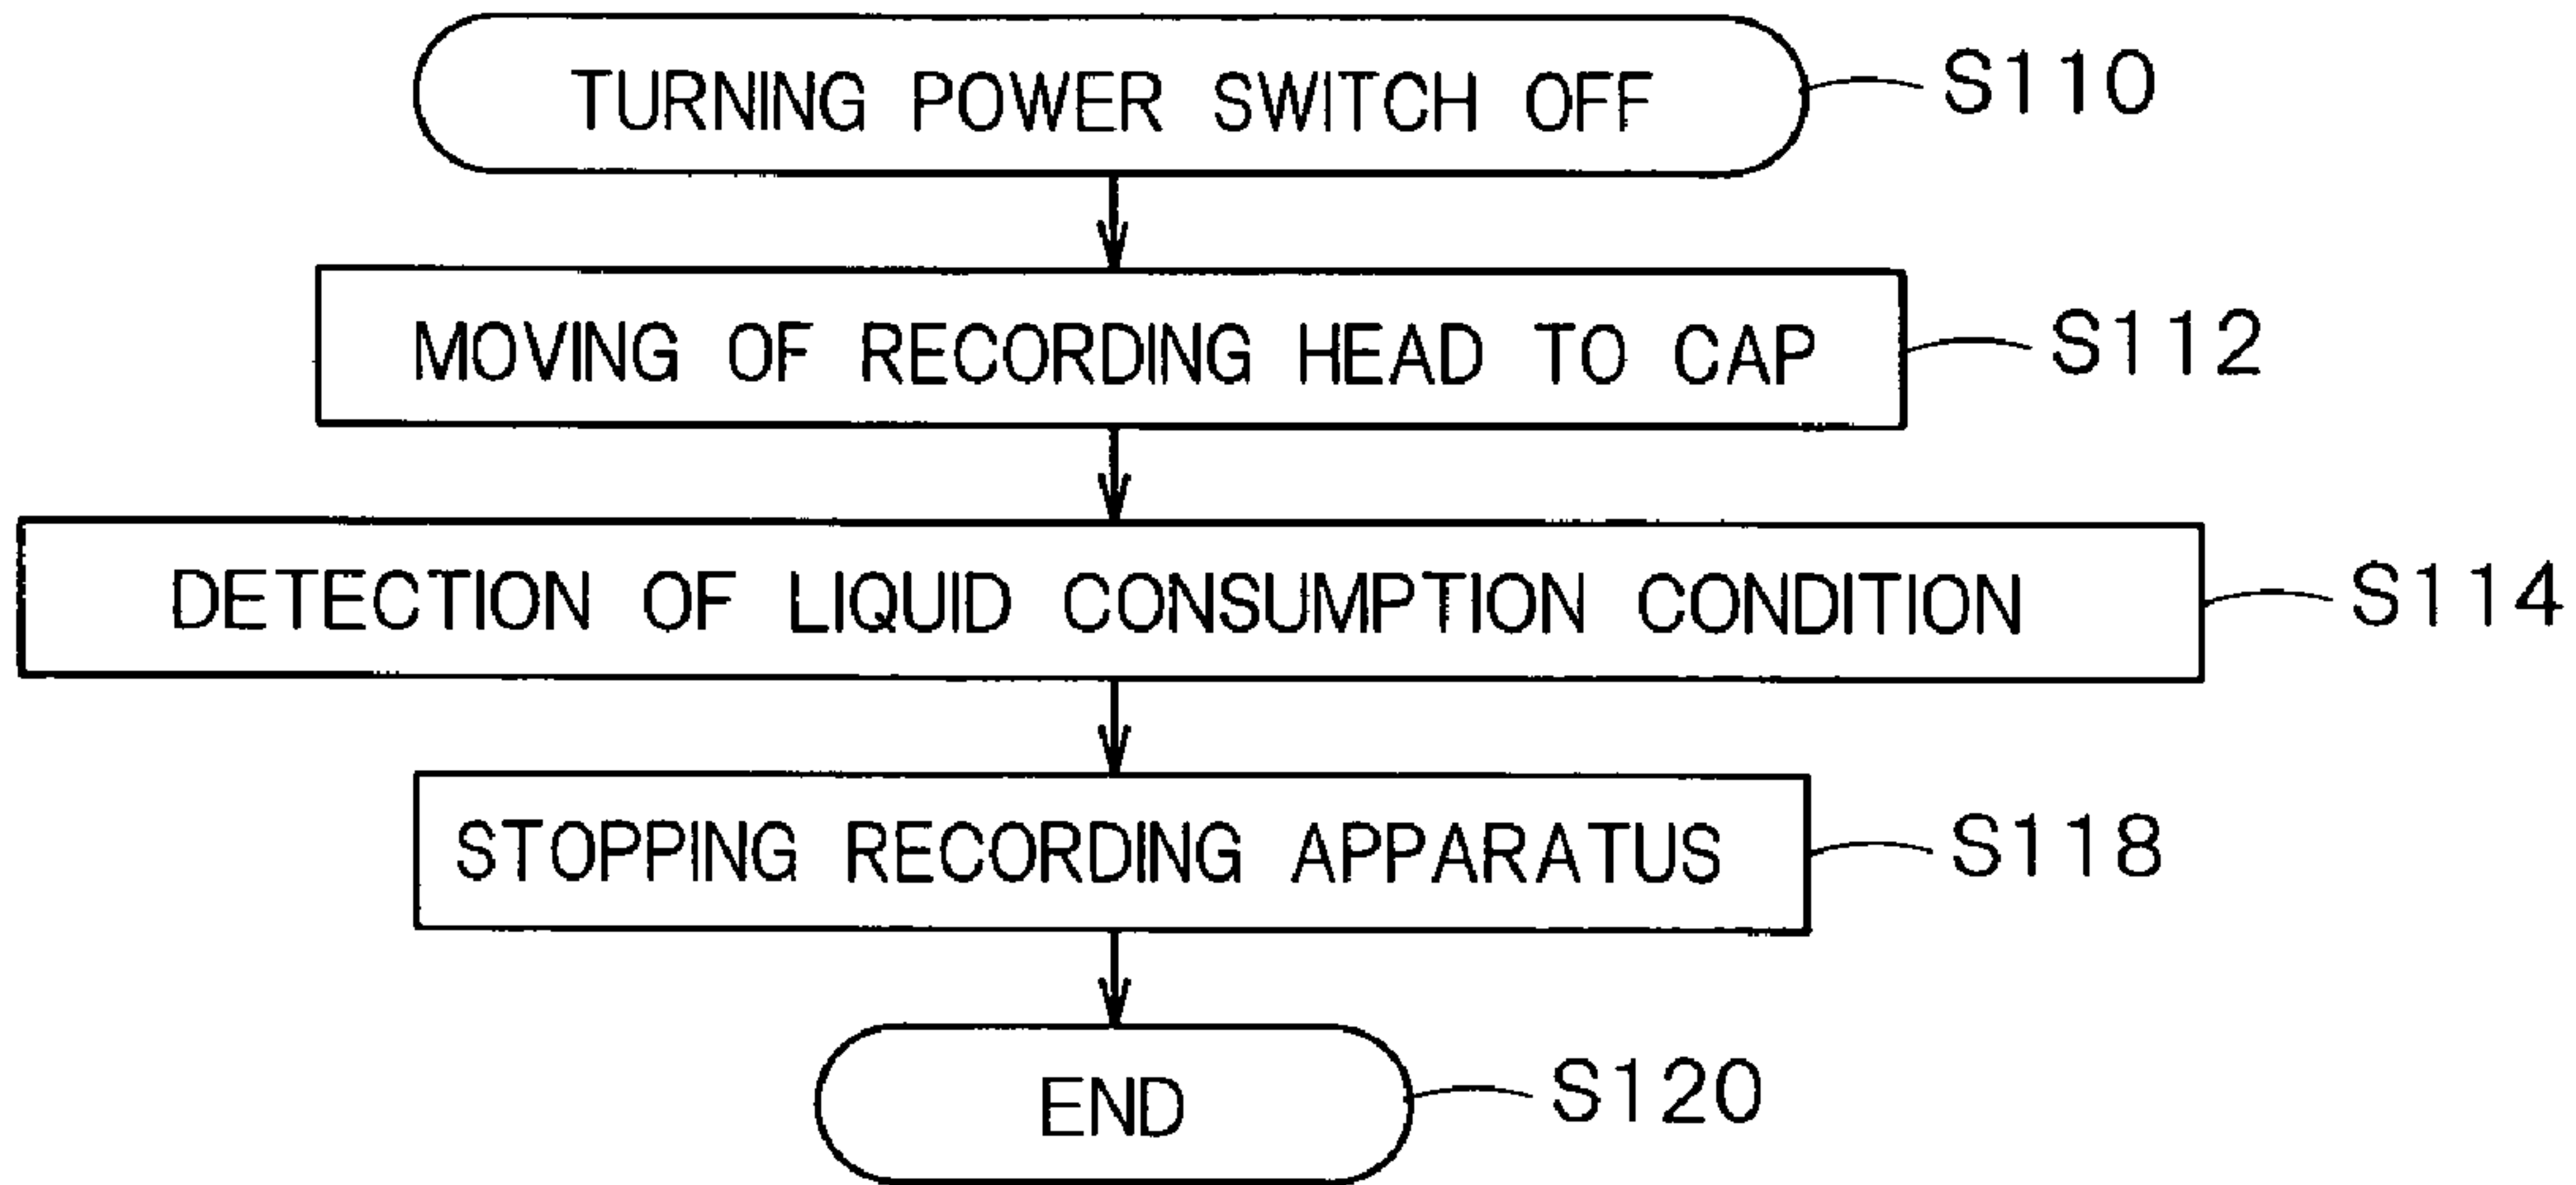 TURNING POWER SWITCH OFF S110
MOVING OF RECORDING HEAD TO CAP S112
DETECTION OF LIQUID CONSUMPTION CONDITION S114
STOPPING RECORDING APPARATUS S118
END S120